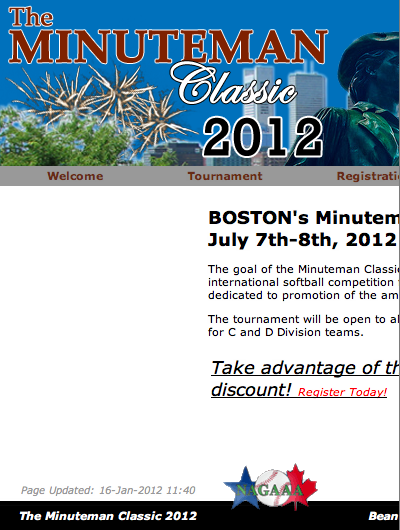 The
MINUTEMAN
Classic
2012
Welcome Tournament Registrati
BOSTON's Minutem
July 7th-8th, 2012
The goal of the Minuteman Classic
international softball competition
dedicated to promotion of the am
The tournament will be open to al
for C and D Division teams.
Take advantage of th
discount! Register Today!
Page Updated: 16-Jan-2012 11:40
NAGAAA
The Minuteman Classic 2012 Bean